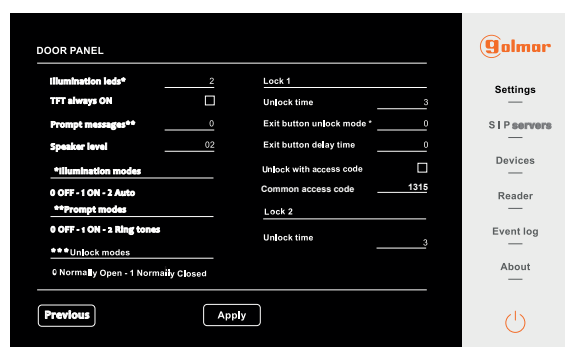 DOOR PANEL
Illumination leds* 2
TFT always ON
Prompt messages** 0
Speaker level 02
*Illumination modes
0 OFF - 1 ON - 2 Auto
**Prompt modes
0 OFF - 1 ON - 2 Ring tones
***Unlock modes
0 Normally Open - 1 Normaily Closed
Lock 1
Unlock time 3
Exit button unlock mode * 0
Exit button delay time 0
Unlock with access code
Common access code 1315
Lock 2
Unlock time 3
Previous
Apply
golmar
Settings
S I P servers
Devices
Reader
Event log
About